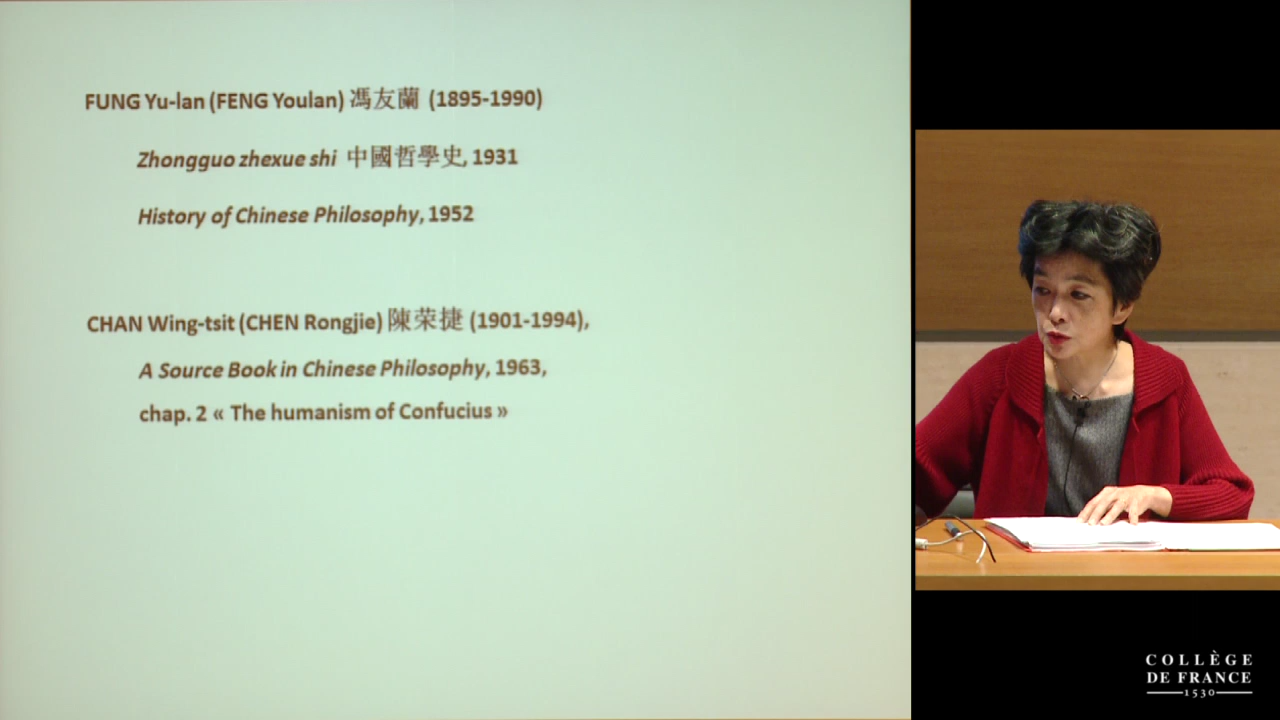 FUNG Yu-lan (FENG Youlan) 馮友蘭 (1895-1990)
Zhongguo zhexue shi 中國哲學史, 1931
History of Chinese Philosophy, 1952
CHAN Wing-tsit (CHEN Rongjie) 陳荣捷 (1901-1994),
A Source Book in Chinese Philosophy, 1963,
chap. 2 « The humanism of Confucius »
COLLÈGE
DE FRANCE
1530